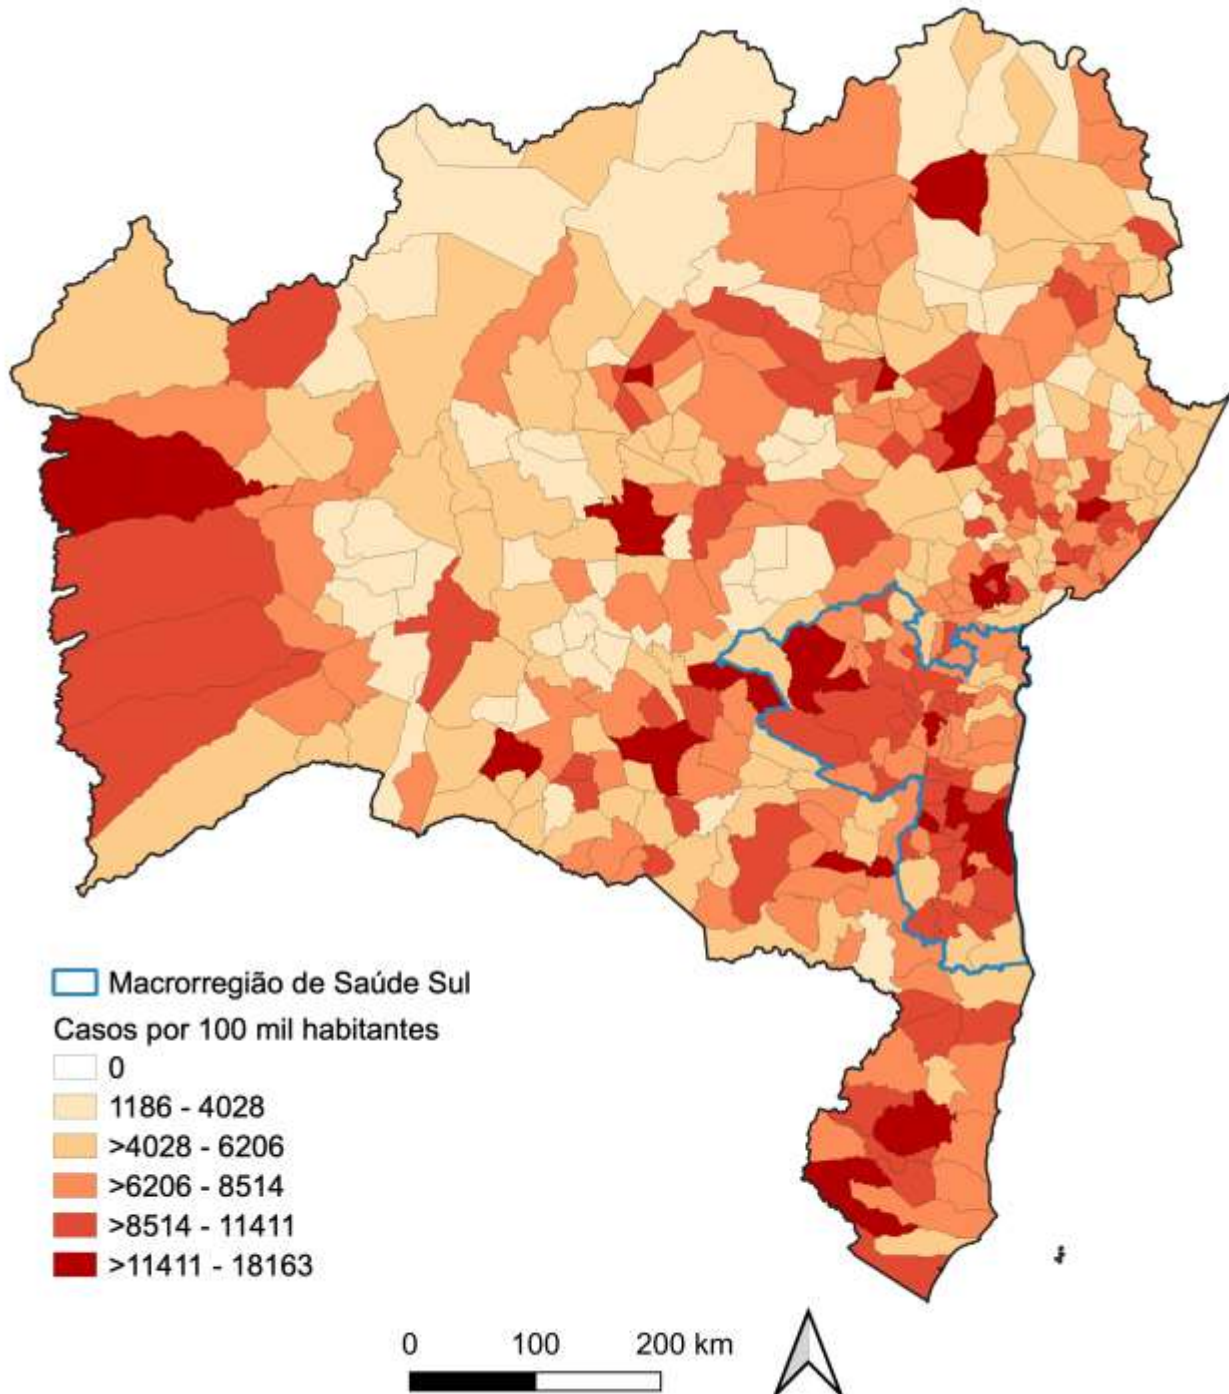 Macrorregião de Saúde Sul
Casos por 100 mil habitantes
0
1186 - 4028
>4028 - 6206
>6206 - 8514
>8514 - 11411
>11411 - 18163
0 100 200 km